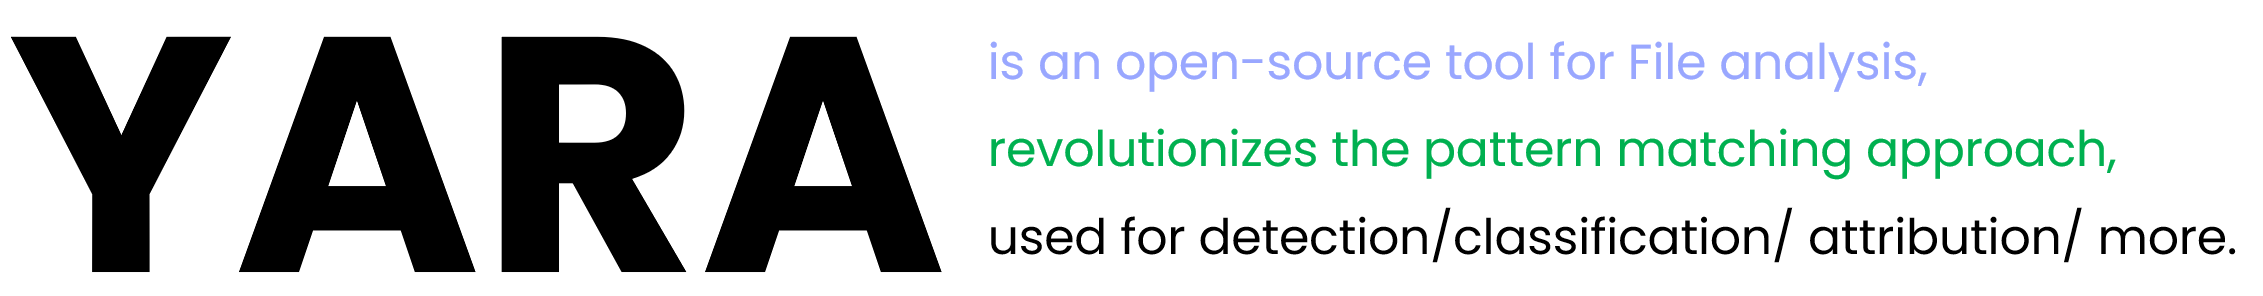 YARA
is an open-source tool for File analysis,
revolutionizes the pattern matching approach,
used for detection/classification/ attribution/ more.